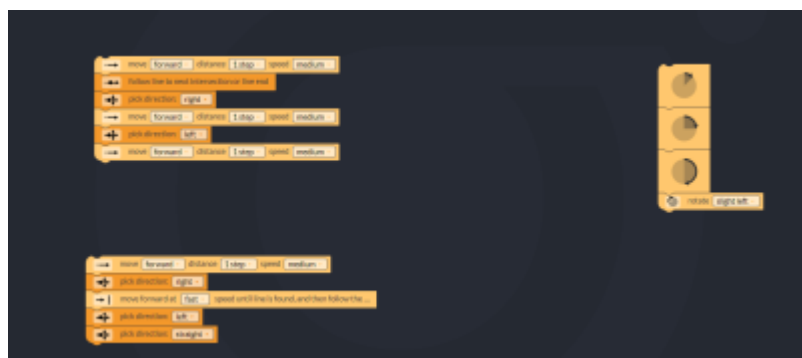 move forward distance 1 step speed medium
follow line to next intersection or line end
pick direction: right
move forward distance 1 step speed medium
pick direction: left
move forward distance 1 step speed medium
rotate slight left
move forward distance 1 step speed medium
pick direction: right
move forward at fast speed until line is found, and then follow the ...
pick direction: left
pick direction: straight